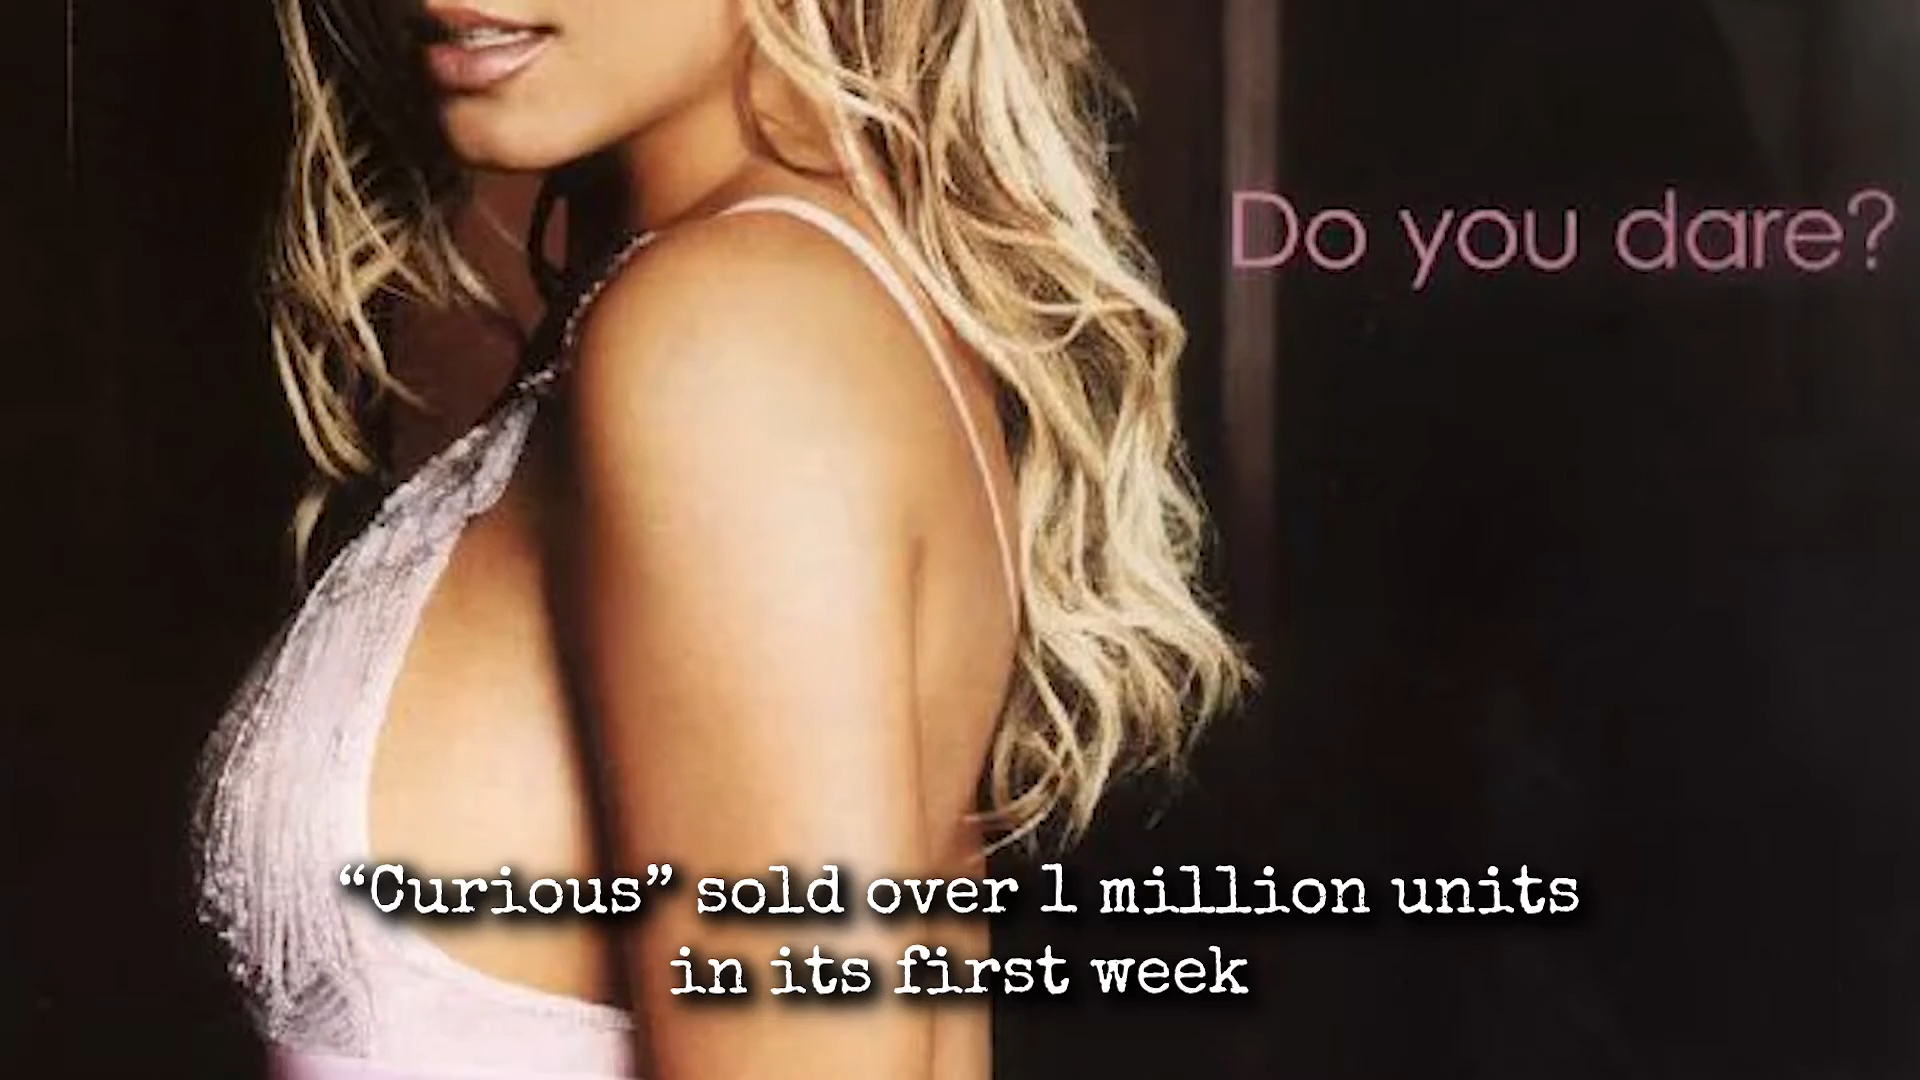 Do you dare?
“Curious” sold over 1 million units
in its first week